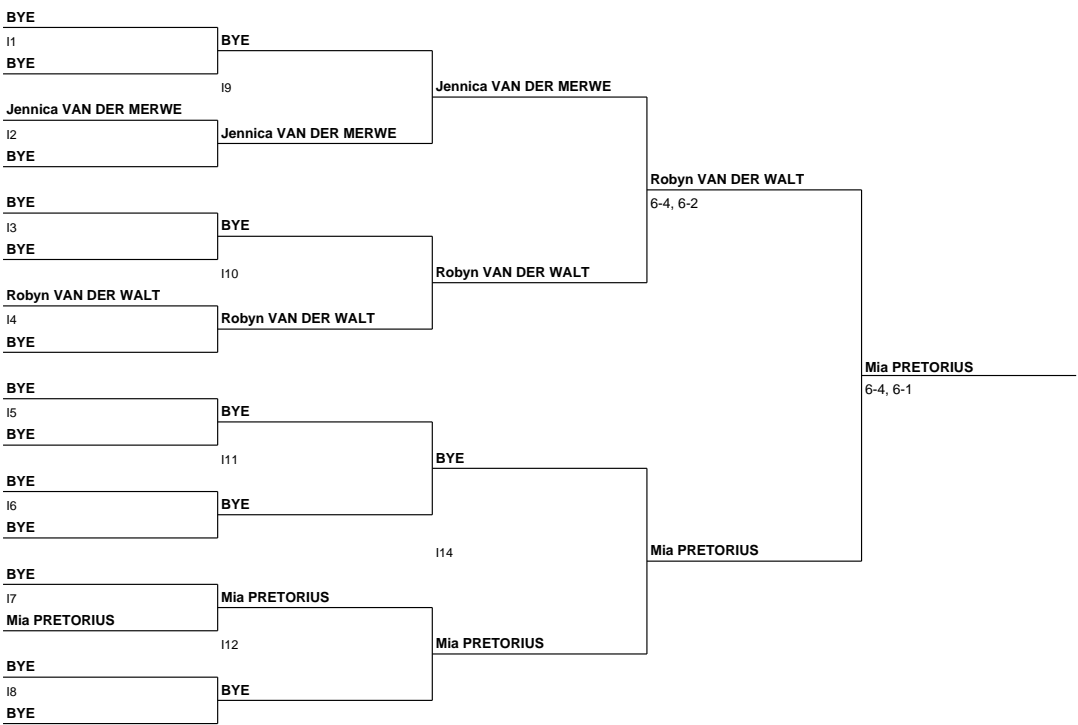 BYE
I1
BYE
BYE
I9
Jennica VAN DER MERWE
Jennica VAN DER MERWE
I2
Jennica VAN DER MERWE
BYE
Robyn VAN DER WALT
6-4, 6-2
BYE
I3
BYE
BYE
I10
Robyn VAN DER WALT
Robyn VAN DER WALT
I4
Robyn VAN DER WALT
BYE
Mia PRETORIUS
6-4, 6-1
BYE
I5
BYE
BYE
I11
BYE
BYE
I6
BYE
BYE
I14
Mia PRETORIUS
BYE
I7
Mia PRETORIUS
Mia PRETORIUS
I12
Mia PRETORIUS
BYE
I8
BYE
BYE